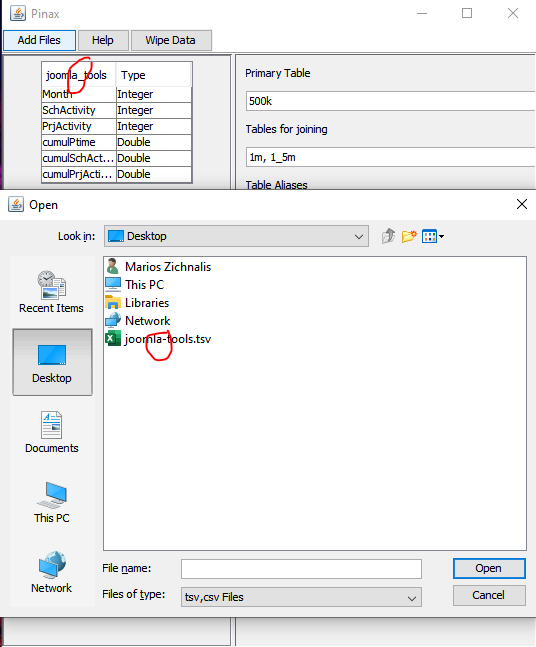 Pinax
Add Files Help Wipe Data
joomla_tools Type
Month Integer
SchActivity Integer
PrjActivity Integer
cumulPtime Double
cumulSchAct... Double
cumulPrjActi... Double
Primary Table
500k
Tables for joining
1m, 1_5m
Table Aliases
Open
Look in: Desktop
Recent Items
Desktop
Documents
This PC
Network
Marios Zichnalis
This PC
Libraries
Network
joomla-tools.tsv
File name:
Open
Files of type: tsv,csv Files
Cancel